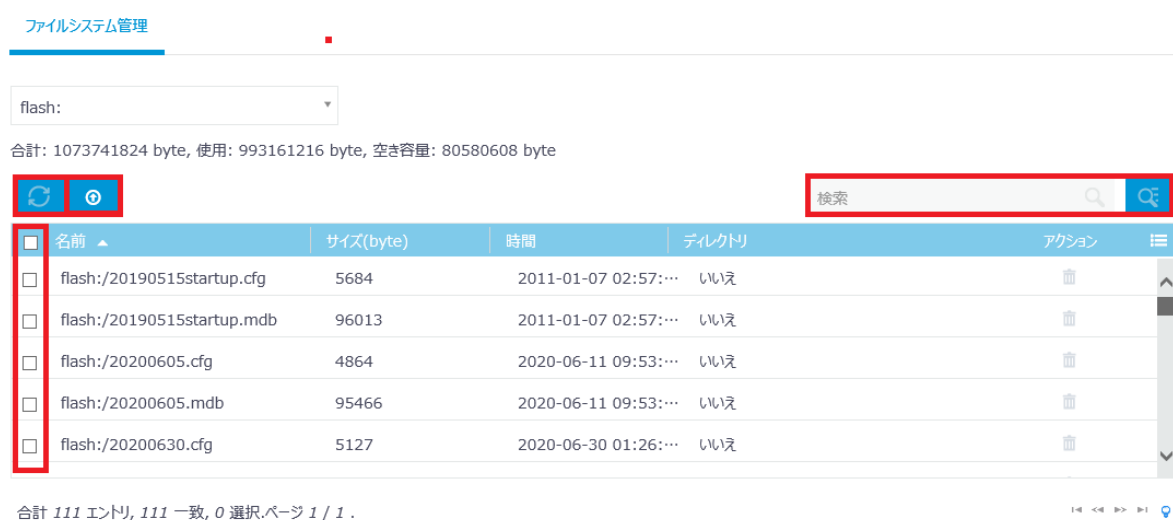 ファイルシステム管理
flash:
合計: 1073741824 byte, 使用: 993161216 byte, 空き容量: 80580608 byte
検索
名前 サイズ(byte) 時間 ディレクトリ アクション
flash:/20190515startup.cfg 5684 2011-01-07 02:57:… いいえ
flash:/20190515startup.mdb 96013 2011-01-07 02:57:… いいえ
flash:/20200605.cfg 4864 2020-06-11 09:53:… いいえ
flash:/20200605.mdb 95466 2020-06-11 09:53:… いいえ
flash:/20200630.cfg 5127 2020-06-30 01:26:… いいえ
合計 111 エントリ, 111 一致, 0 選択.ページ 1 / 1 .